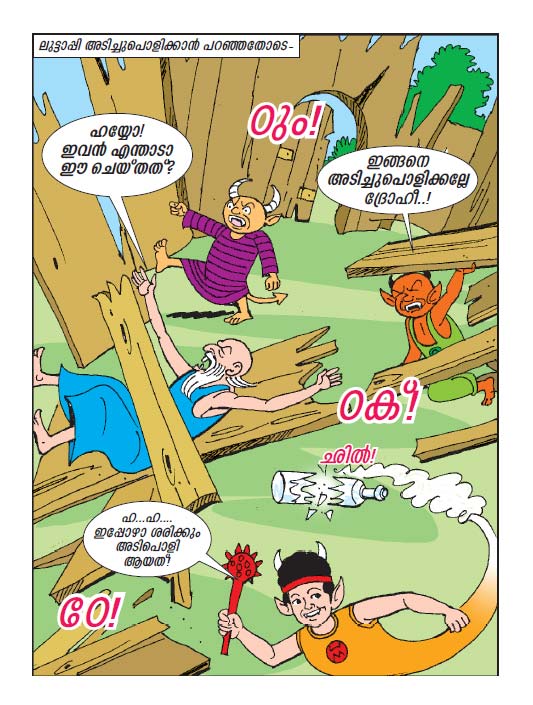 ലുട്ടാപ്പി അടിച്ചുപൊളിക്കാൻ പറഞ്ഞതോടെ-
ഠും!
ഹയ്യോ!
ഇവൻ എന്താടാ
ഈ ചെയ്തത്?
ഇങ്ങനെ
അടിച്ചുപൊളിക്കല്ലേ
ദ്രോഹീ..!
ഠക്!
ഛിൽ!
ഹ...ഹ....
ഇപ്പോഴാ ശരിക്കും
അടിപൊളി
ആയത്!
ഠേ!